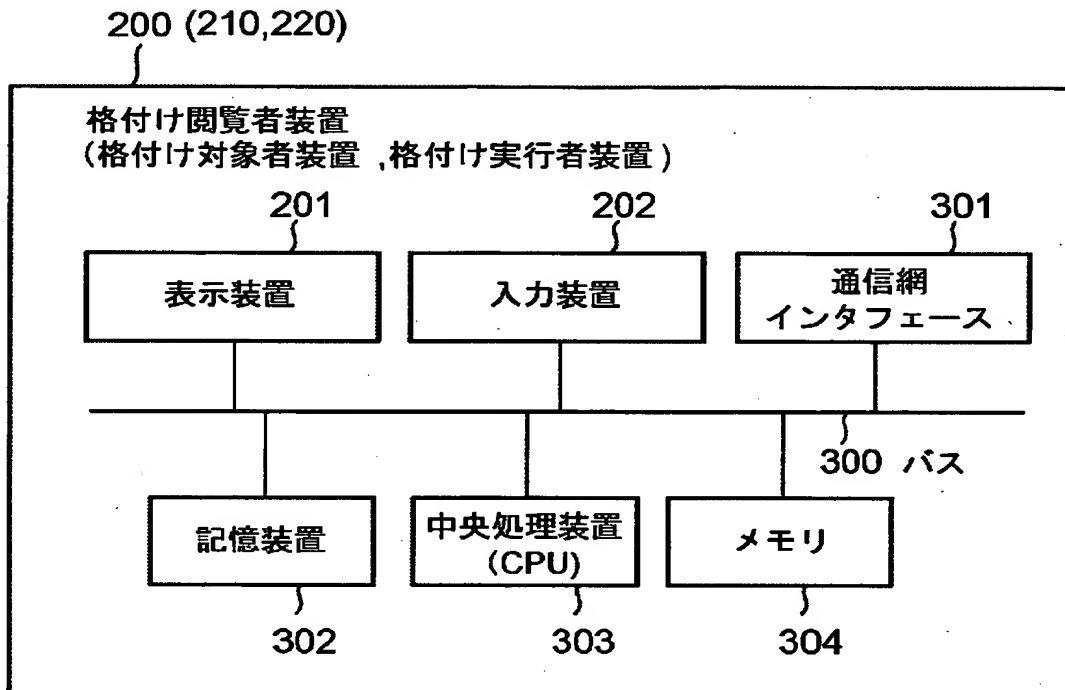 200 (210,220)
格付け閲覧者装置
(格付け対象者装置 ,格付け実行者装置)
201
202
301
表示装置
入力装置
通信網
インタフェース
300 バス
記憶装置
中央処理装置
(CPU)
メモリ
302
303
304